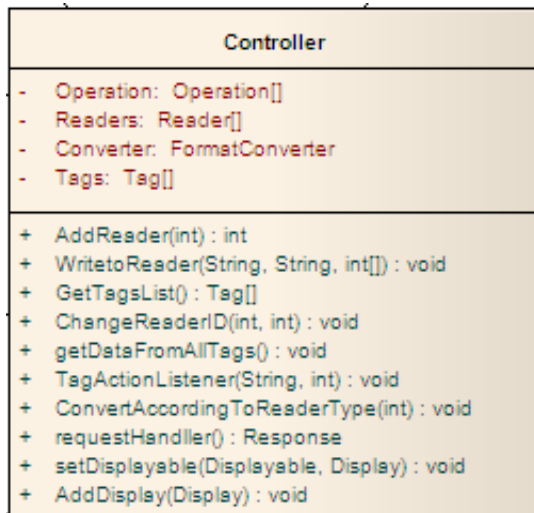 Controller
- Operation: Operation[]
- Readers: Reader[]
- Converter: FormatConverter
- Tags: Tag[]
+ AddReader(int) : int
+ WritetoReader(String, String, int[]) : void
+ GetTagsList() : Tag[]
+ ChangeReaderID(int, int) : void
+ getDataFromAllTags() : void
+ TagActionListener(String, int) : void
+ ConvertAccordingToReaderType(int) : void
+ requestHandller() : Response
+ setDisplayable(Displayable, Display) : void
+ AddDisplay(Display) : void